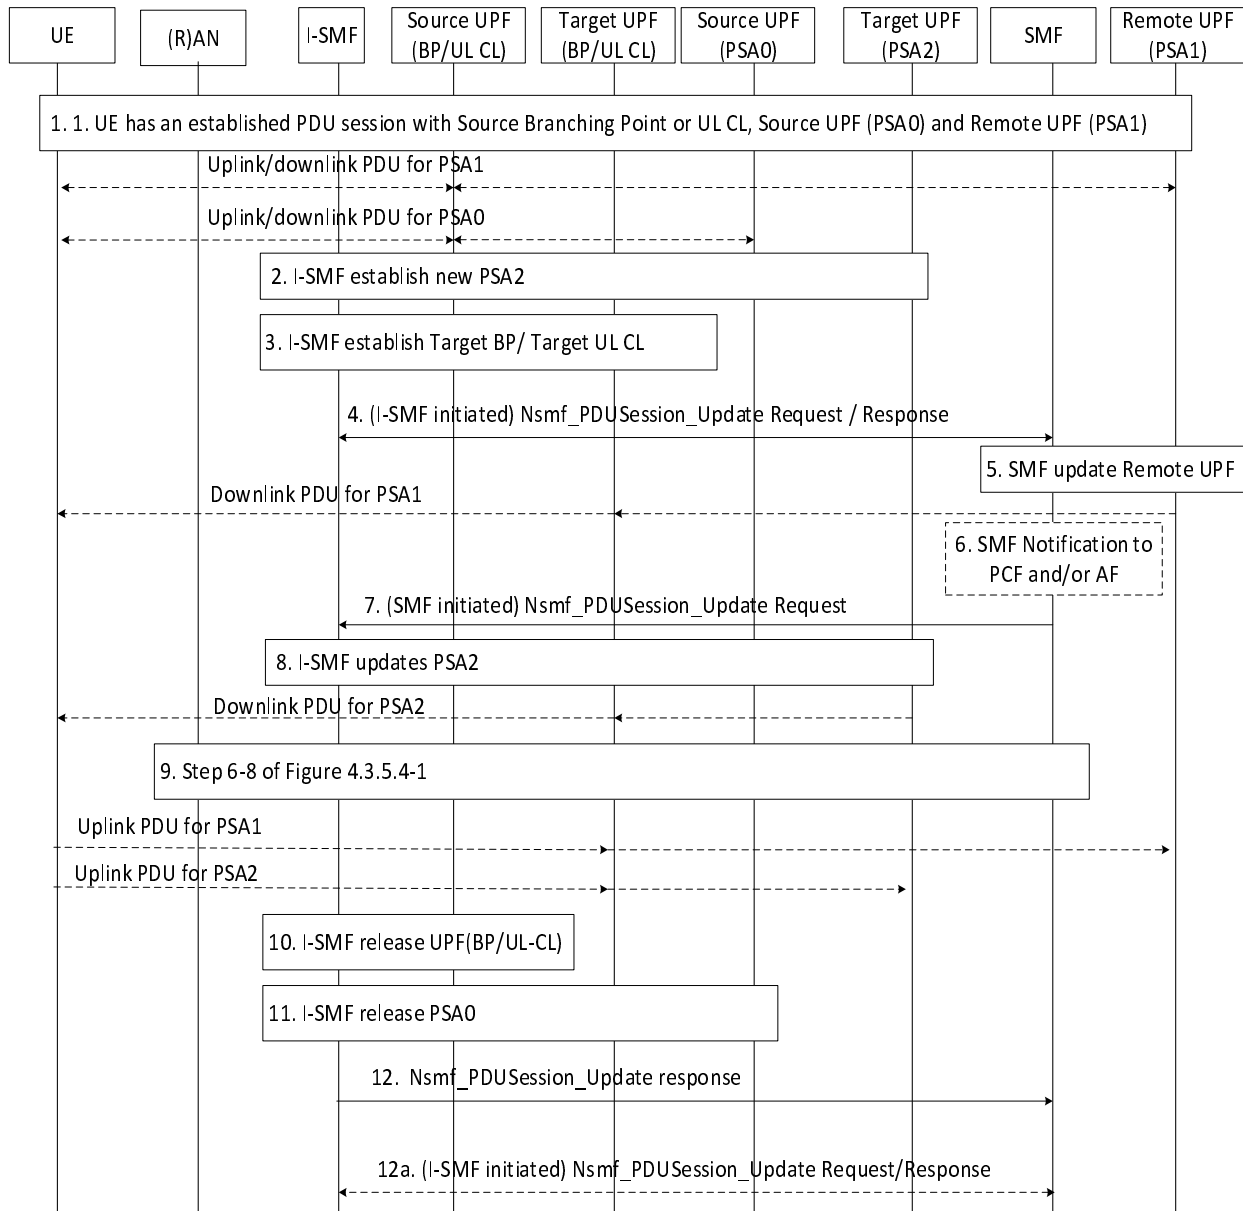 UE
(R)AN
I-SMF
Source UPF
(BP/UL CL)
Target UPF
(BP/UL CL)
Source UPF
(PSA0)
Target UPF
(PSA2)
SMF
Remote UPF
(PSA1)
1. 1. UE has an established PDU session with Source Branching Point or UL CL, Source UPF (PSA0) and Remote UPF (PSA1)
Uplink/downlink PDU for PSA1
Uplink/downlink PDU for PSA0
2. I-SMF establish new PSA2
3. I-SMF establish Target BP/ Target UL CL
4. (I-SMF initiated) Nsmf_PDUSession_Update Request / Response
5. SMF update Remote UPF
Downlink PDU for PSA1
6. SMF Notification to
PCF and/or AF
7. (SMF initiated) Nsmf_PDUSession_Update Request
8. I-SMF updates PSA2
Downlink PDU for PSA2
9. Step 6-8 of Figure 4.3.5.4-1
Uplink PDU for PSA1
Uplink PDU for PSA2
10. I-SMF release UPF(BP/UL-CL)
11. I-SMF release PSA0
12. Nsmf_PDUSession_Update response
12a. (I-SMF initiated) Nsmf_PDUSession_Update Request/Response